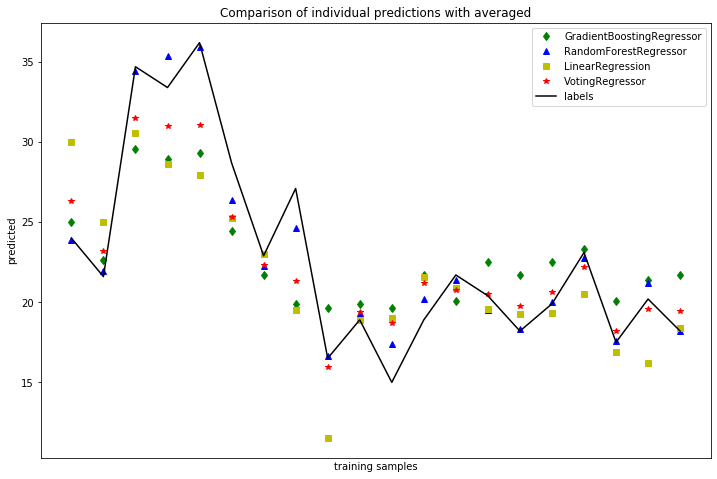 Comparison of individual predictions with averaged
GradientBoostingRegressor
RandomForestRegressor
LinearRegression
VotingRegressor
labels
35
30
25
20
15
predicted
training samples